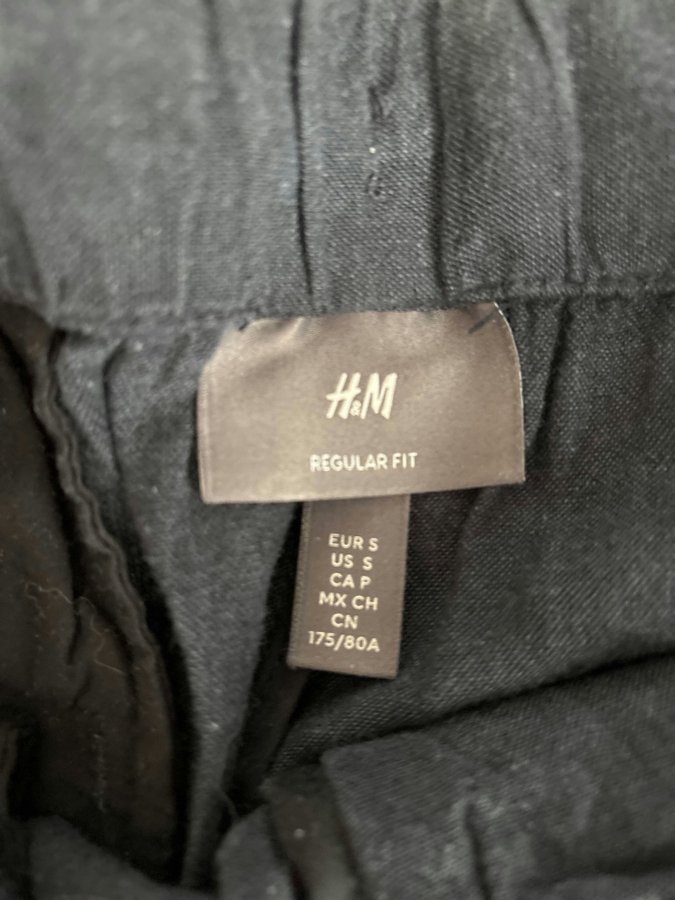 H&M
REGULAR FIT
EUR S
US S
CA P
MX CH
CN
175/80A